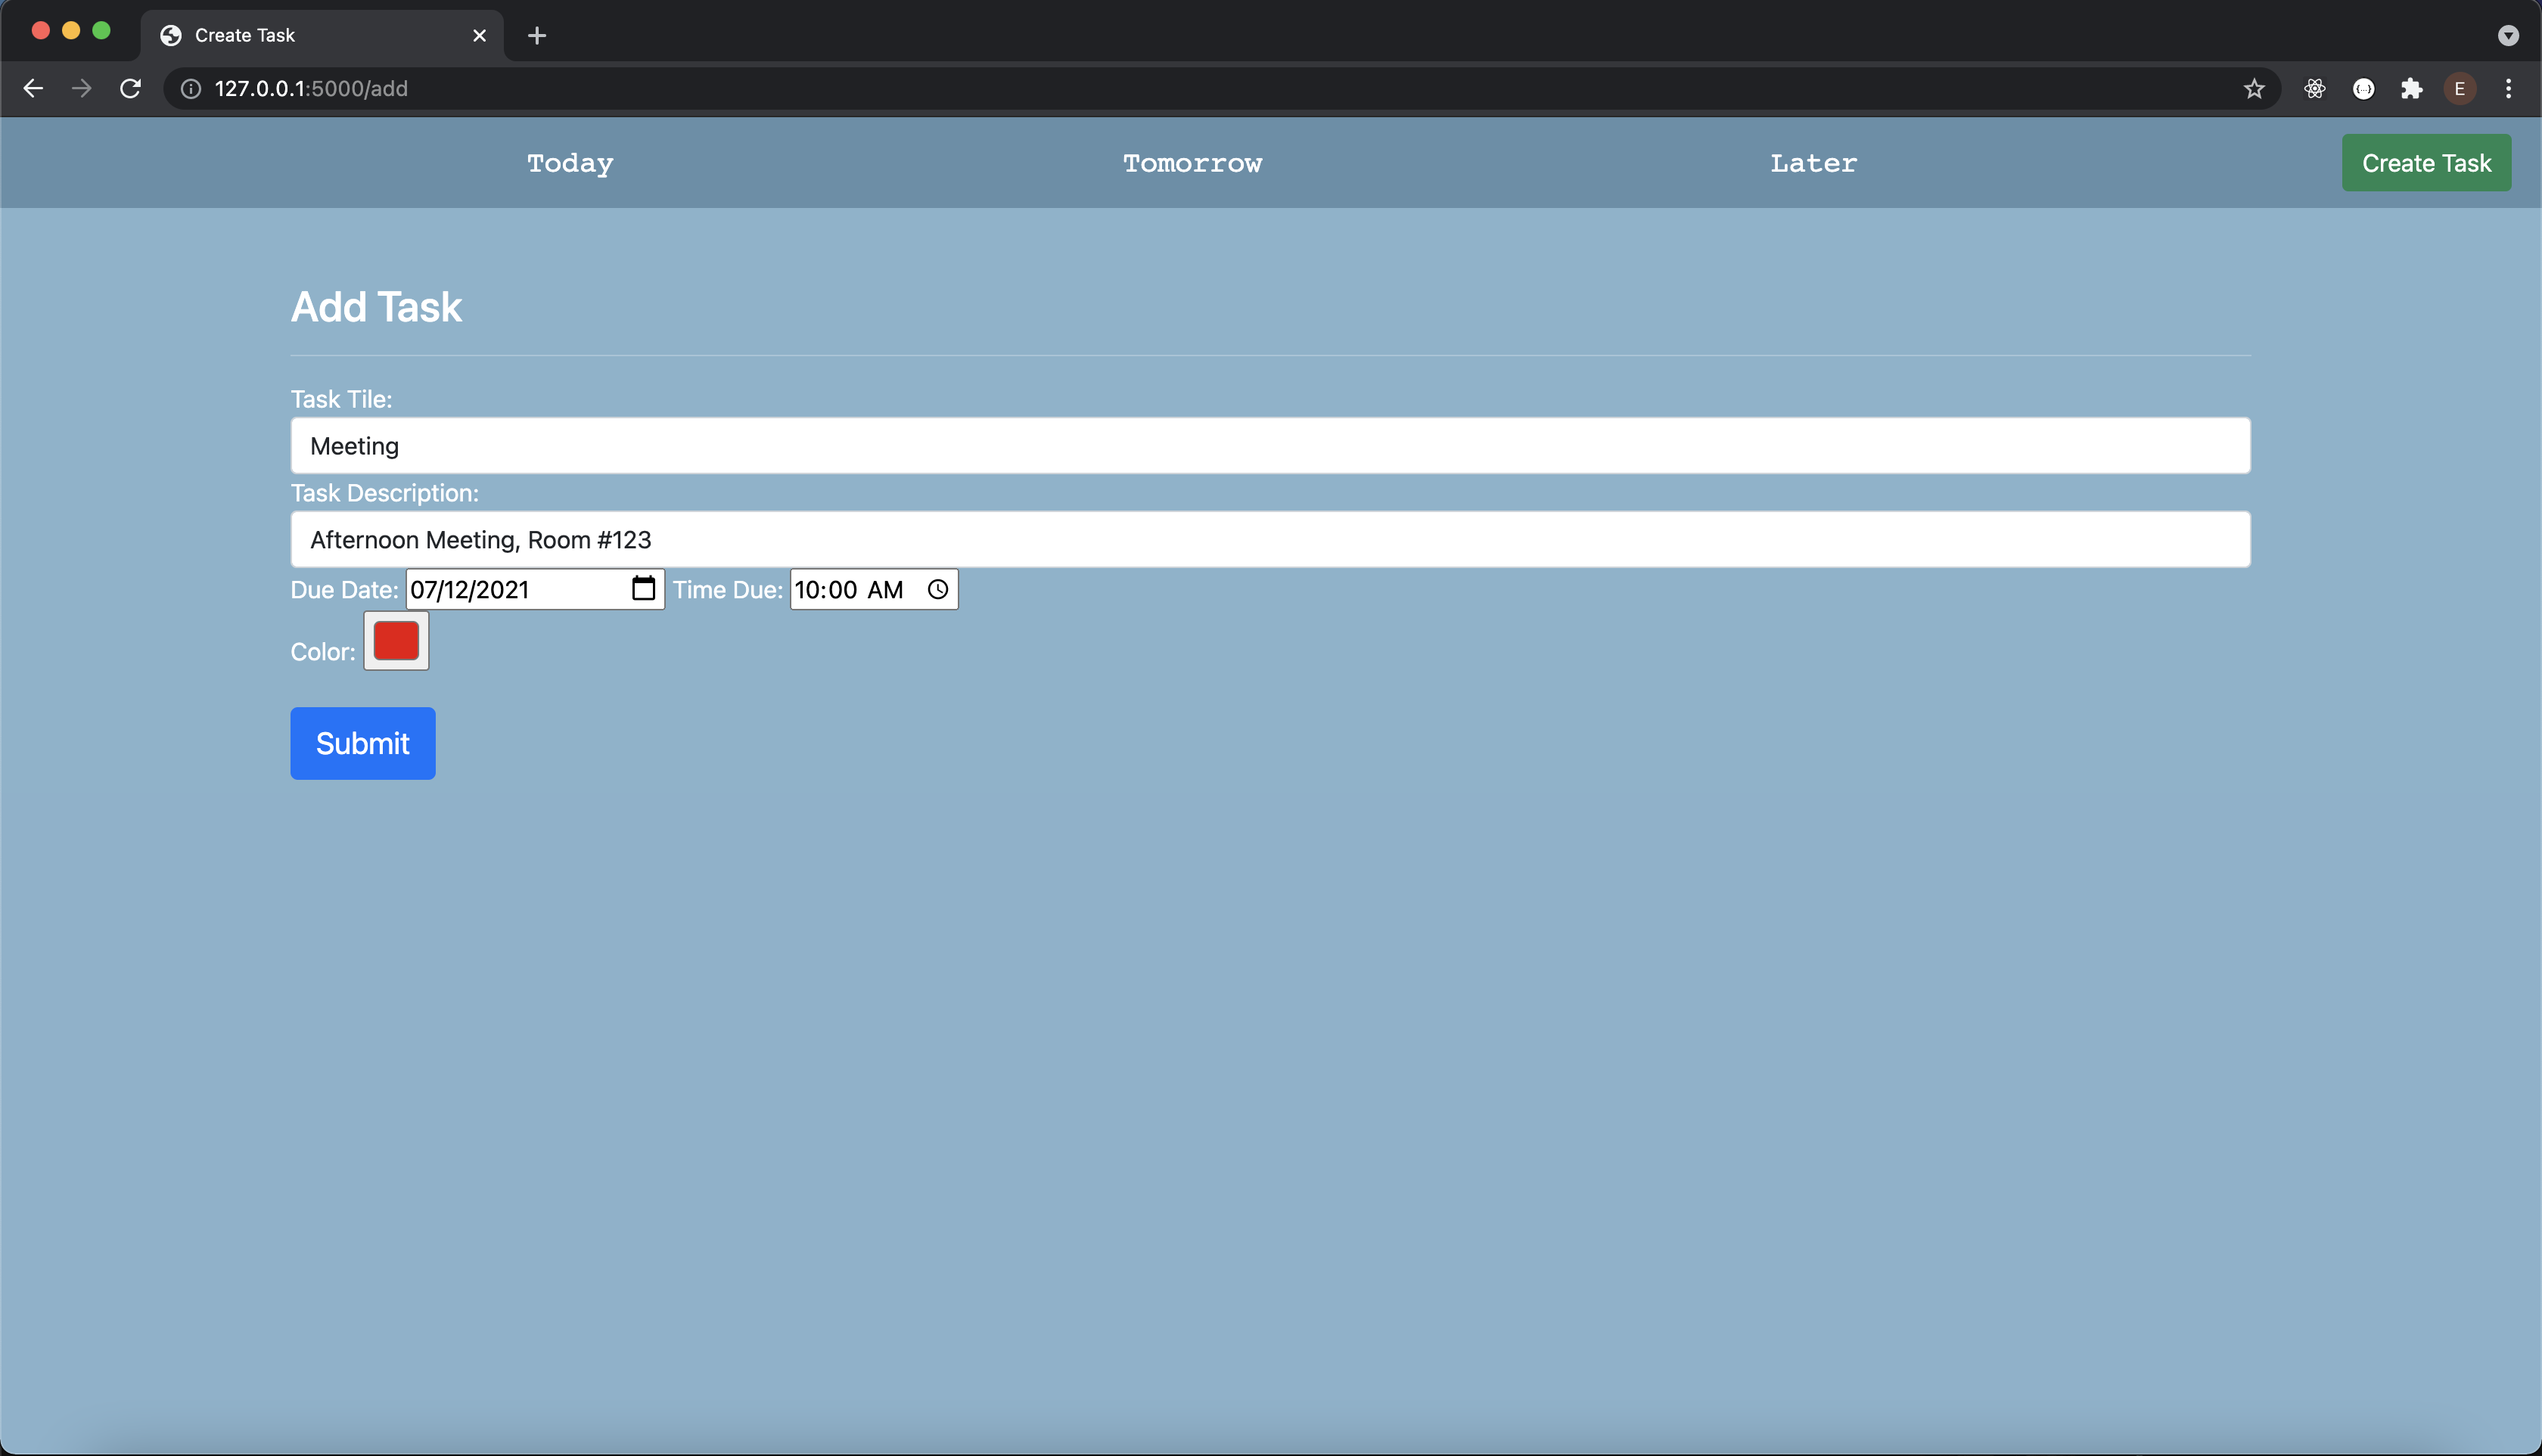 Create Task
127.0.0.1:5000/add
E
Today Tomorrow Later Create Task
Add Task
Task Tile:
Meeting
Task Description:
Afternoon Meeting, Room #123
Due Date: 07/12/2021 Time Due: 10:00 AM
Color:
Submit